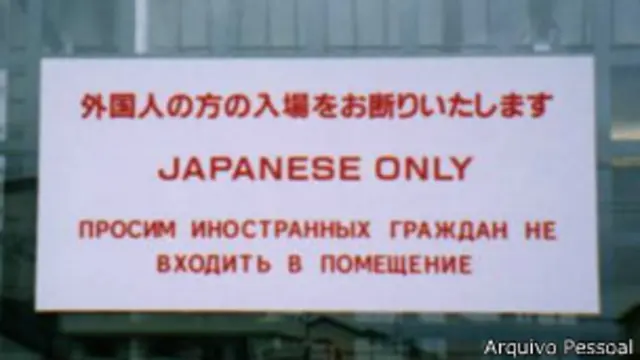 外国人の方の入場をお断りいたします
JAPANESE ONLY
ПРОСИМ ИНОСТРАННЫХ ГРАЖДАН НЕ
ВХОДИТЬ В ПОМЕЩЕНИЕ
Arquivo Pessoal